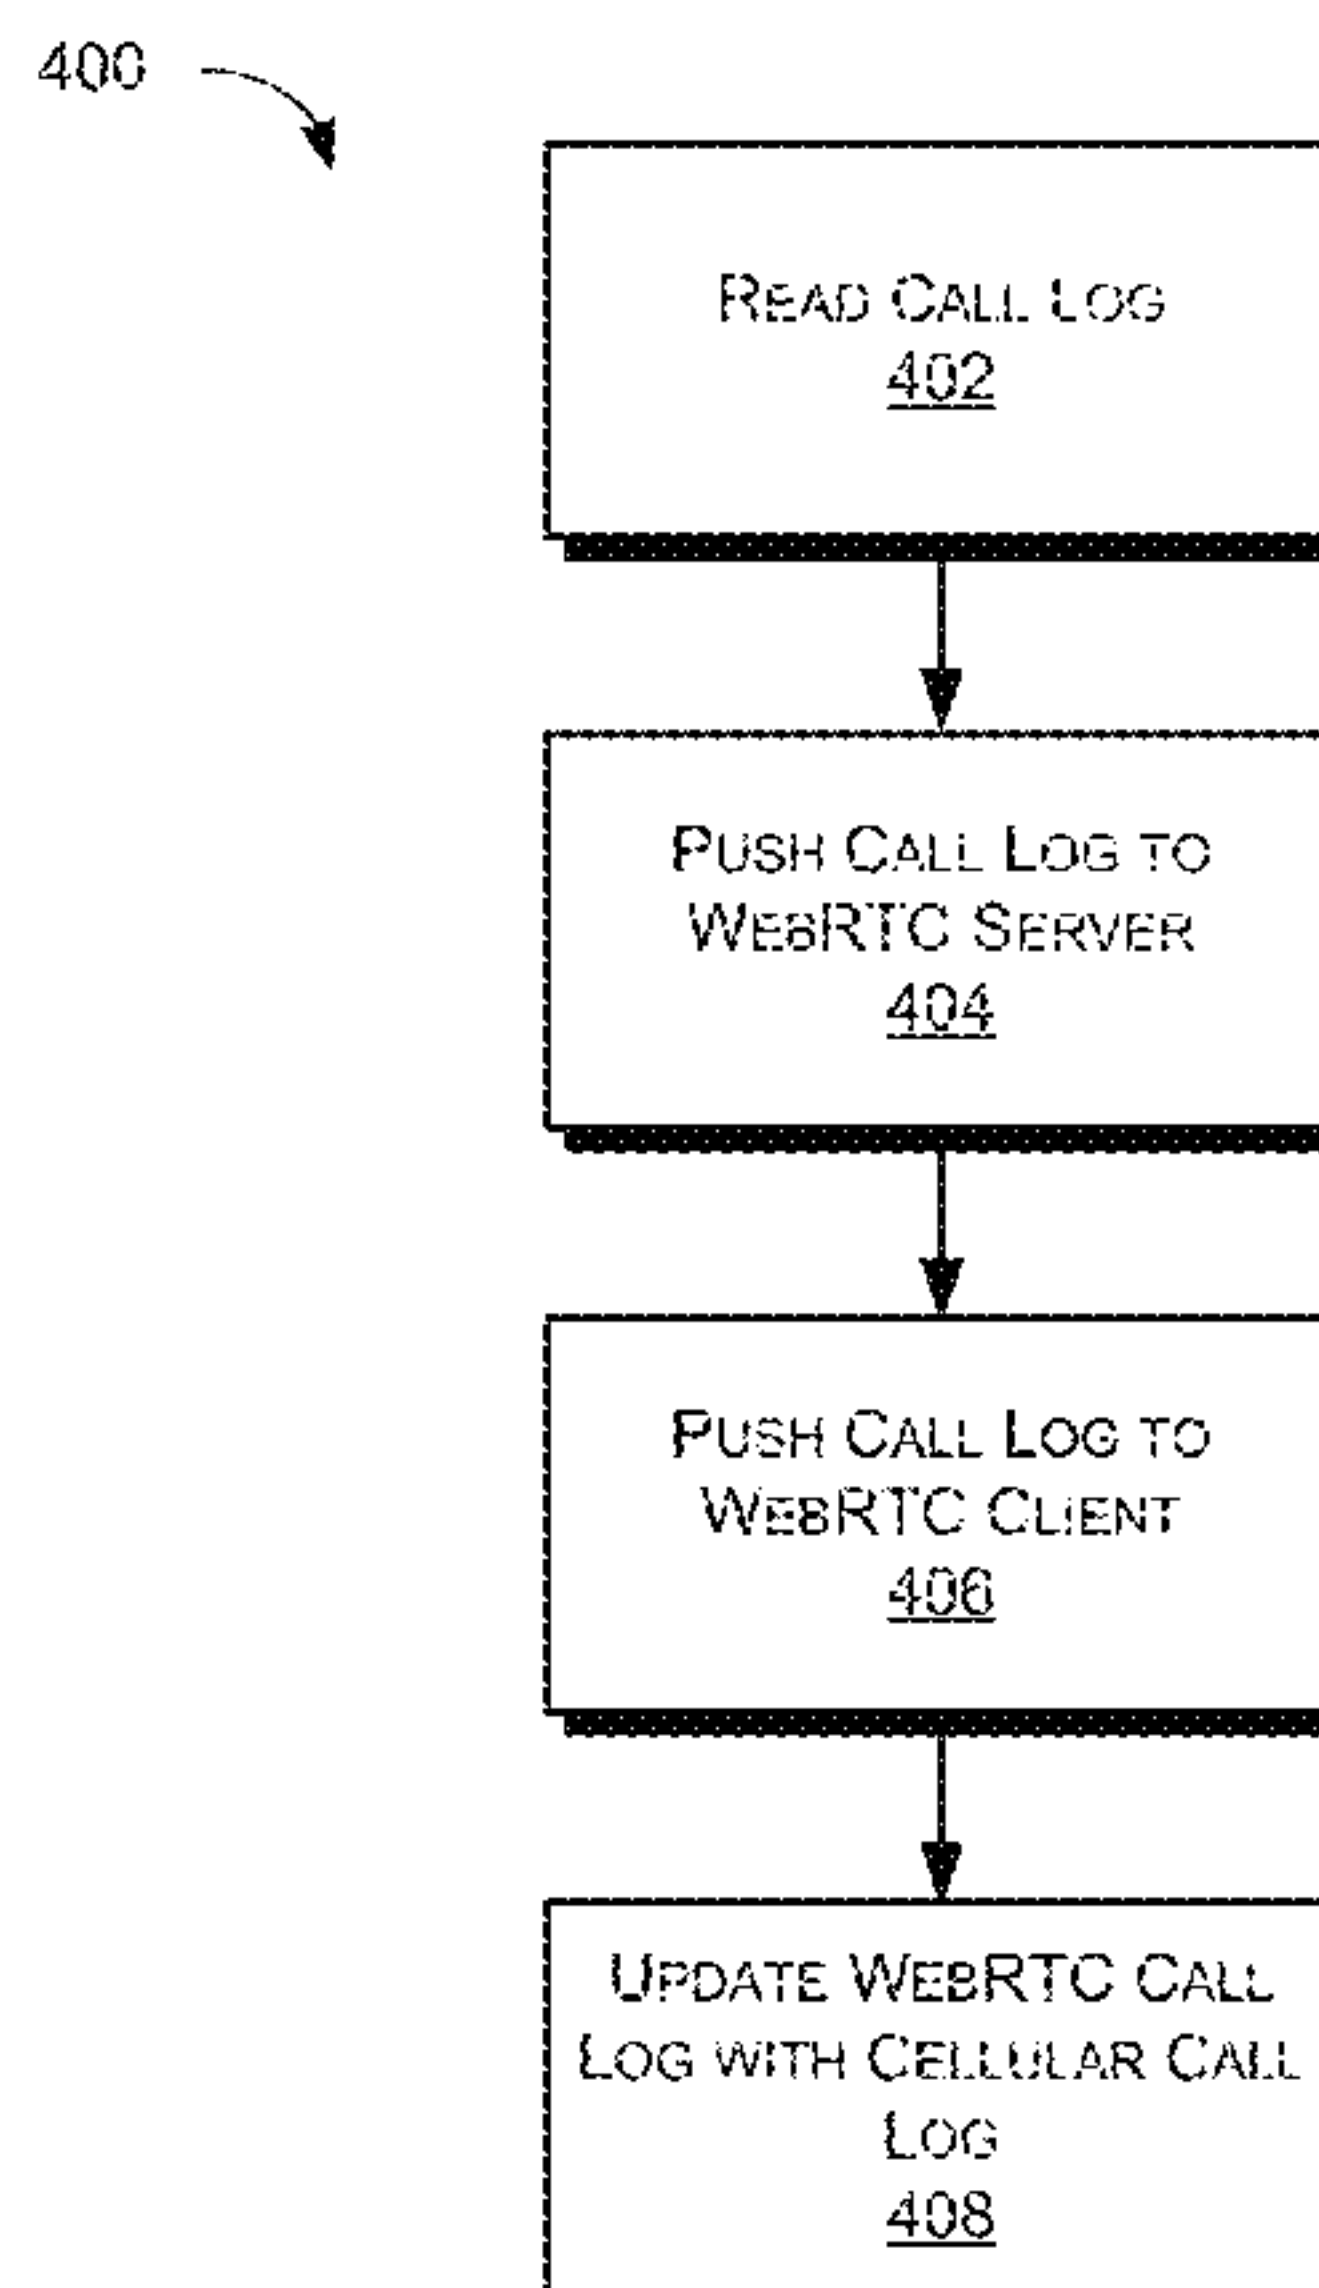 400
READ CALL LOG
402
PUSH CALL LOG TO
WEBRTC SERVER
404
PUSH CALL LOG TO
WEBRTC CLIENT
406
UPDATE WEBRTC CALL
LOG WITH CELLULAR CALL
LOG
408